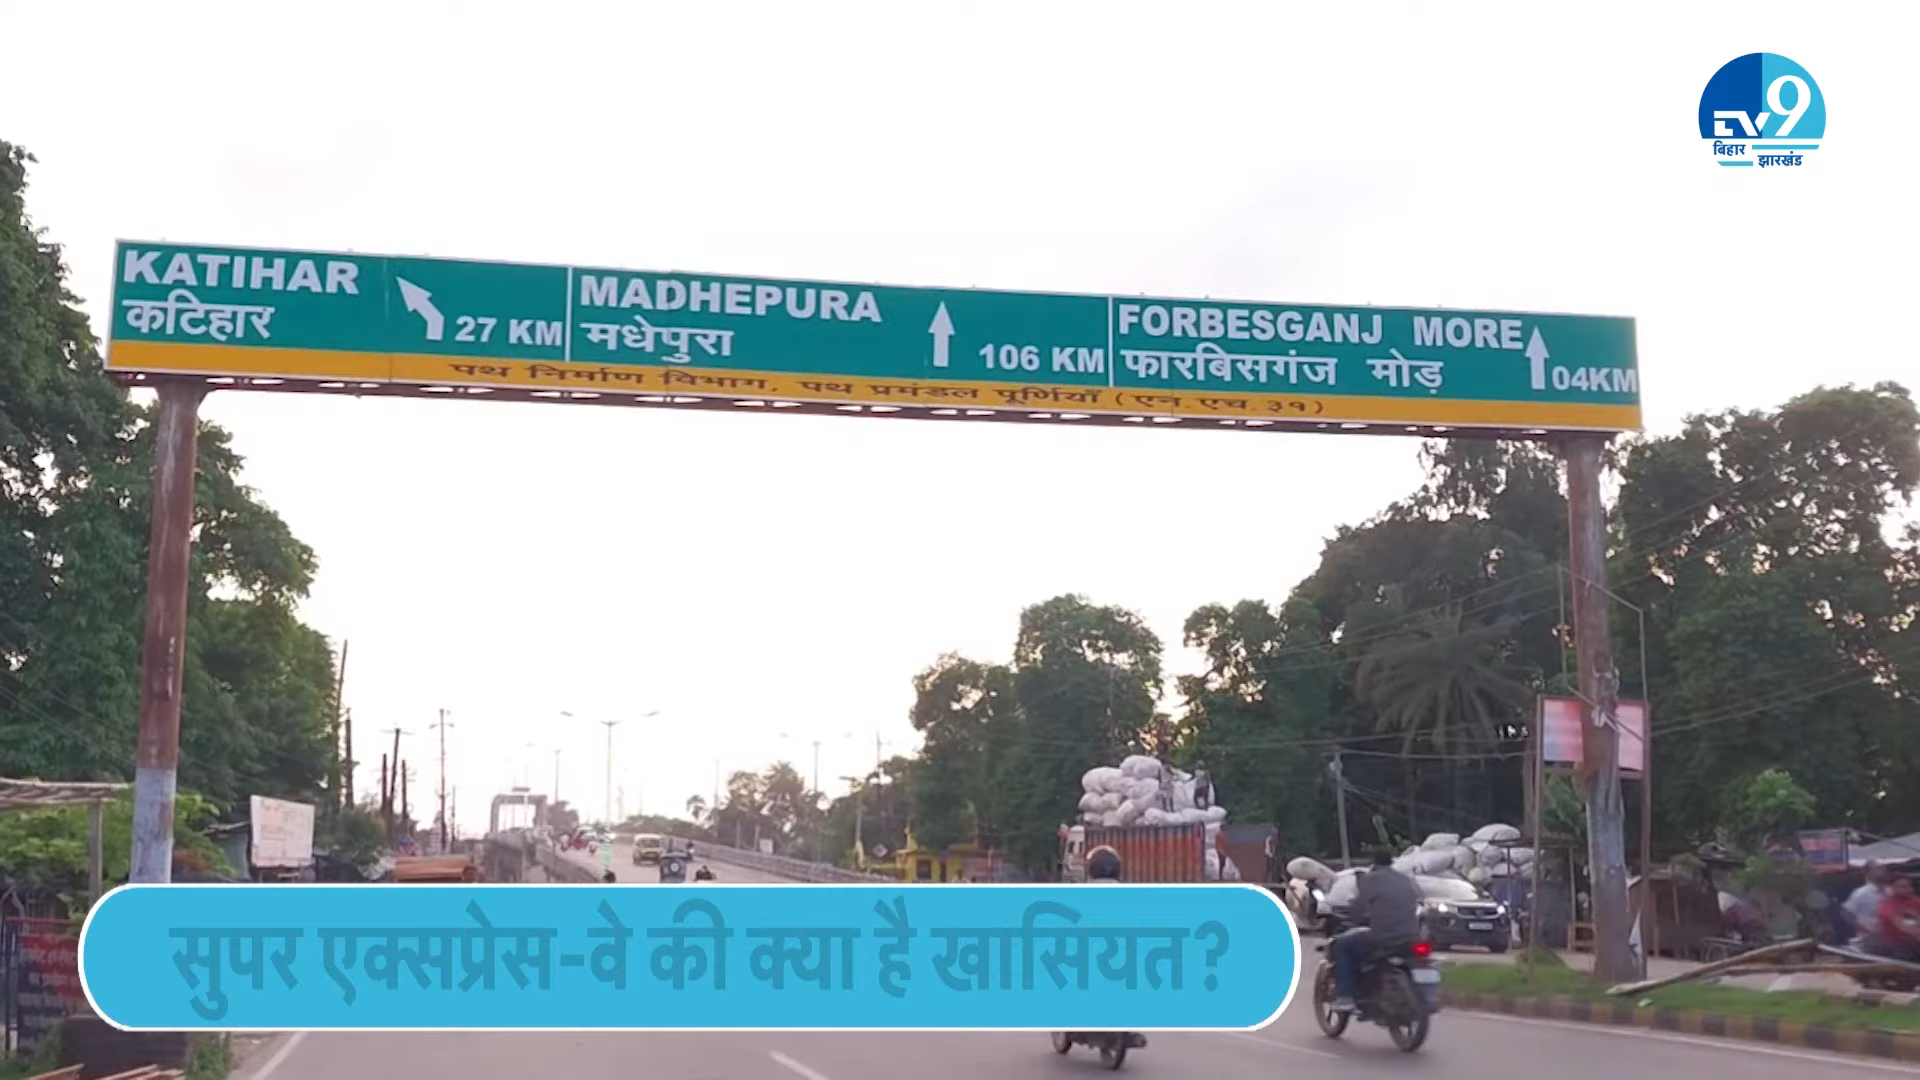 TV9
बिहार
झारखंड
KATIHAR
कटिहार
27 KM
MADHEPURA
मधेपुरा
106 KM
FORBESGANJ MORE
फारबिसगंज मोड़
04KM
पथ निर्माण विभाग, पथ प्रमंडल पूर्णियाँ (एन.एच.३१)
सुपर एक्सप्रेस-वे की क्या है खासियत?